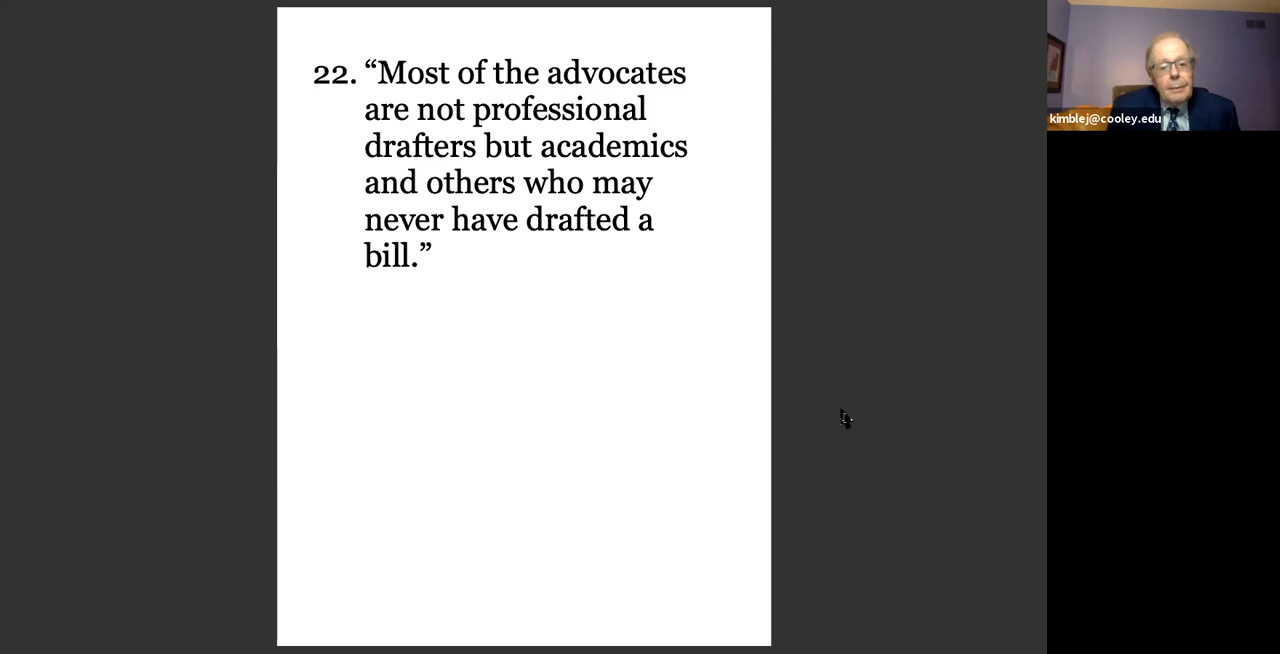 22. “Most of the advocates
are not professional
drafters but academics
and others who may
never have drafted a
bill.”
kimblej@cooley.edu